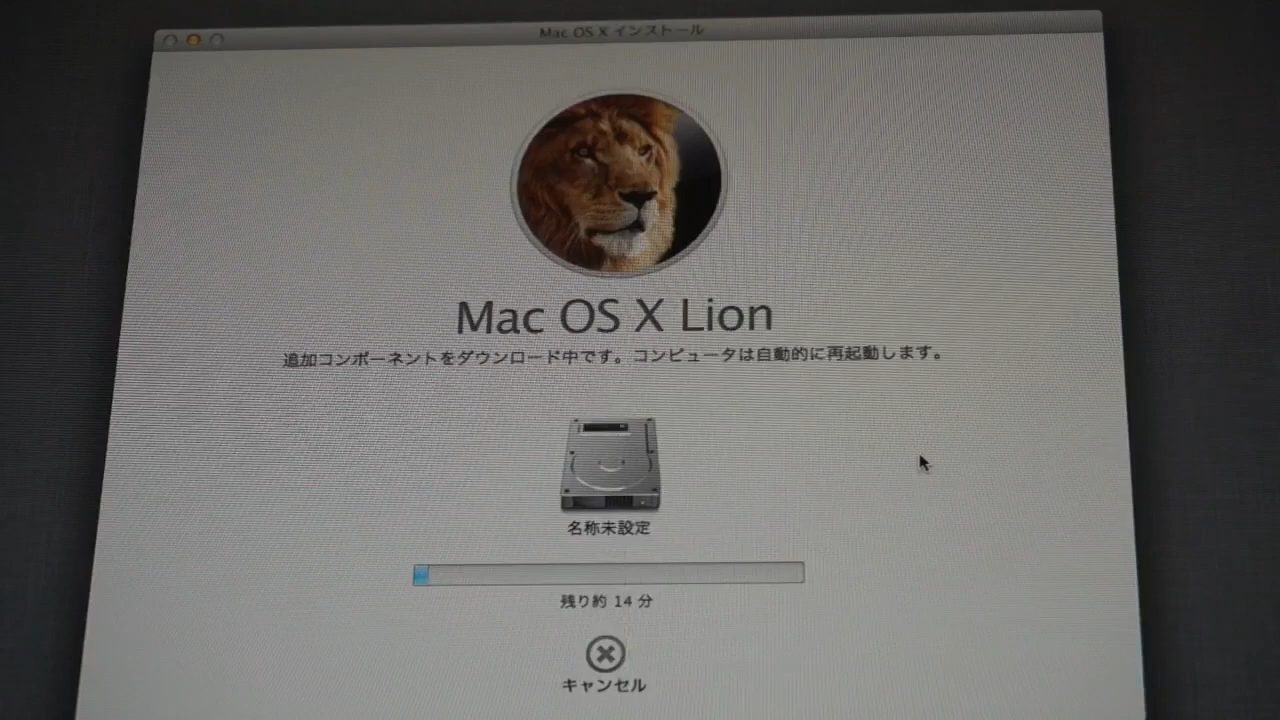 Mac OS X インストール
Mac OS X Lion
追加コンポーネントをダウンロード中です。コンピュータは自動的に再起動します。
名称未設定
残り約 14 分
キャンセル